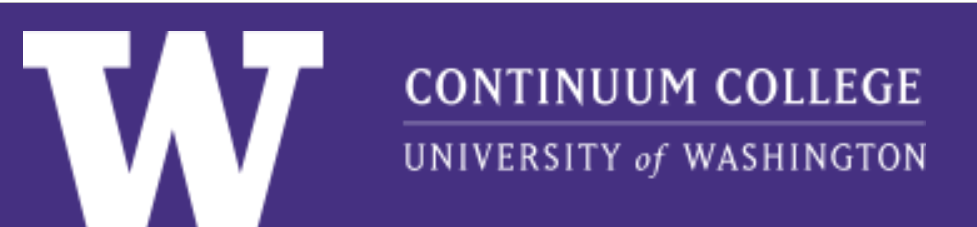 W
CONTINUUM COLLEGE
UNIVERSITY of WASHINGTON